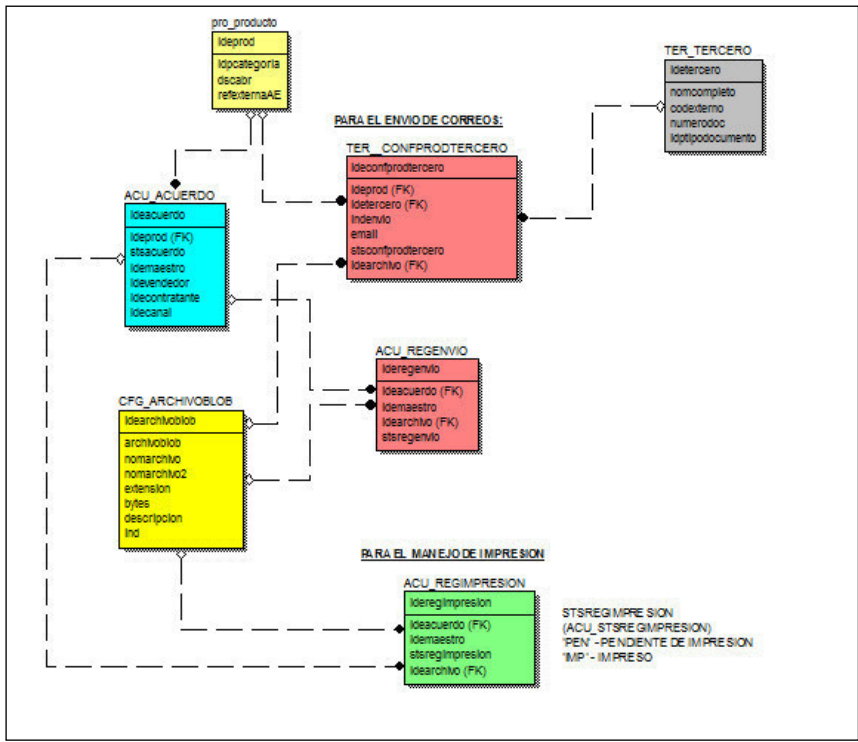 pro_producto
Ideprod
Idpcategoria
dscabr
refexternaAE
TER_TERCERO
Idetercero
nomcompleto
codexterno
numerodoc
Idptipodocumento
PARA EL ENVIO DE CORREOS:
TER__CONFPRODTERCERO
Ideconfprodtercero
Ideprod (FK)
Idetercero (FK)
Indenvio
email
stsconfprodtercero
Idearchivo (FK)
ACU_ACUERDO
Ideacuerdo
Ideprod (FK)
stsacuerdo
Idemaestro
Idevendedor
Idecontratante
Idecanal
ACU_REGENVIO
Ideregenvio
Ideacuerdo (FK)
Idemaestro
Idearchivo (FK)
stsregenvio
CFG_ARCHIVOBLOB
Idearchivoblob
archivoblob
nomarchivo
nomarchivo2
extension
bytes
descripcion
Ind
PARA EL MANEJO DE IMPRESION
ACU_REGIMPRESION
Ideregimpresion
Ideacuerdo (FK)
Idemaestro
stsregimpresion
Idearchivo (FK)
STSREGIMPRESION
(ACU_STSREGIMPRESION)
'PEN' -PENDIENTE DE IMPRESION
'IMP' - IMPRESO